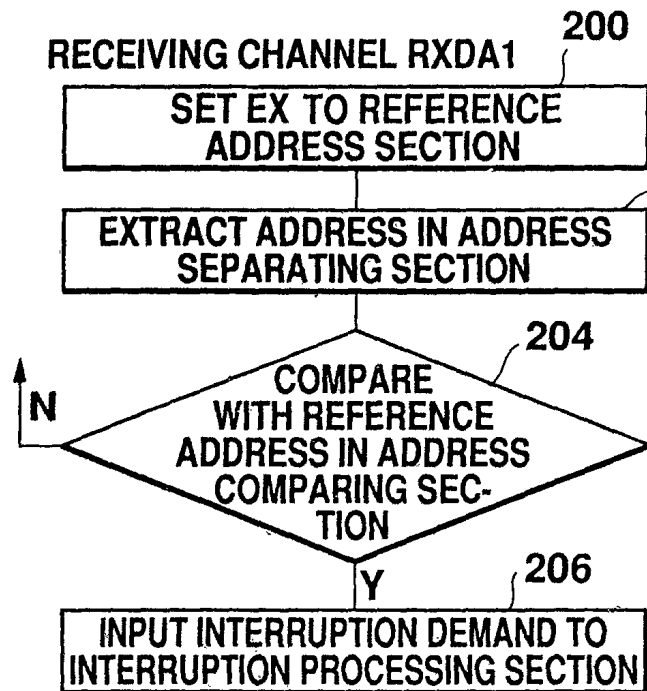 200
RECEIVING CHANNEL RXDA1
SET EX TO REFERENCE
ADDRESS SECTION
EXTRACT ADDRESS IN ADDRESS
SEPARATING SECTION
204
COMPARE
WITH REFERENCE
ADDRESS IN ADDRESS
COMPARING SEC-
TION
N
Y
206
INPUT INTERRUPTION DEMAND TO
INTERRUPTION PROCESSING SECTION